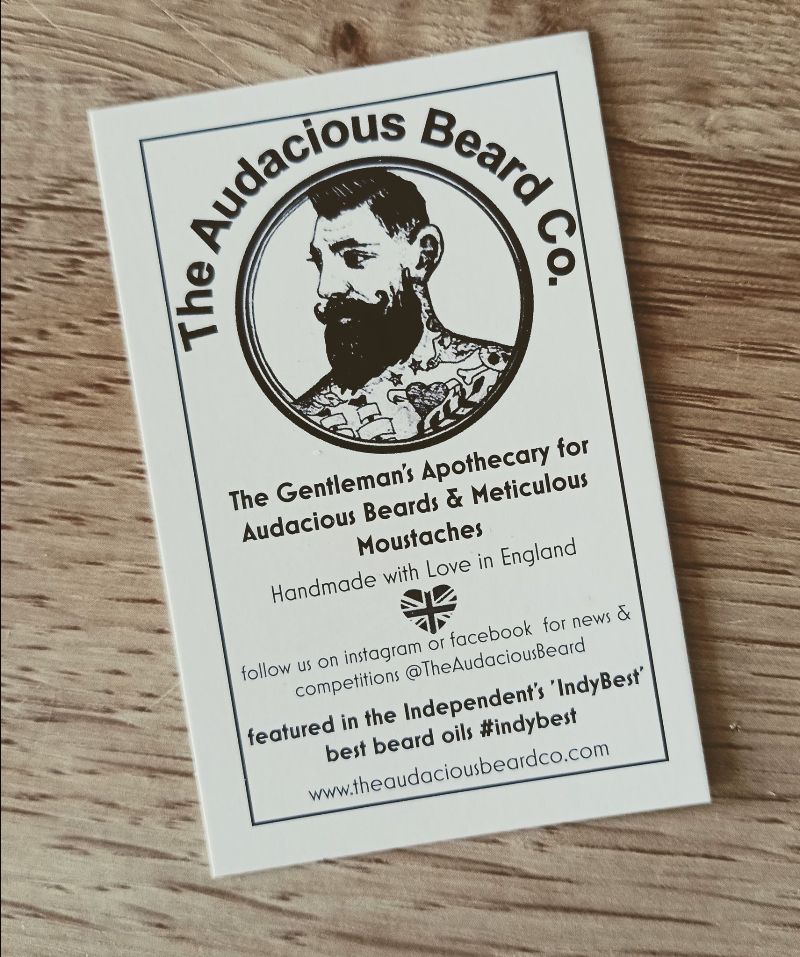 The Audacious Beard Co.
The Gentleman's Apothecary for
Audacious Beards & Meticulous
Moustaches
Handmade with Love in England
follow us on instagram or facebook for news &
competitions @TheAudaciousBeard
featured in the Independent's 'IndyBest'
best beard oils #indybest
www.theaudaciousbeardco.com